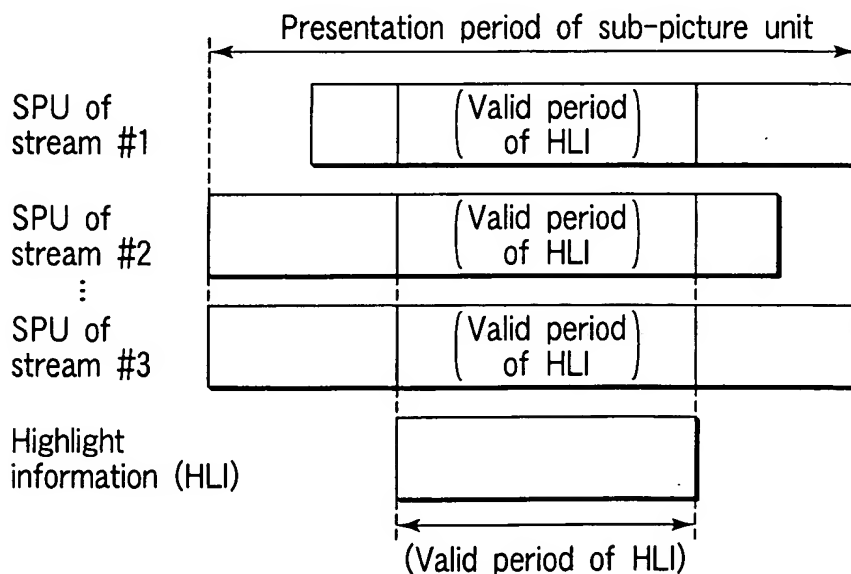 Presentation period of sub-picture unit
SPU of
stream #1
(Valid period
of HLI)
SPU of
stream #2
(Valid period
of HLI)
⋮
SPU of
stream #3
(Valid period
of HLI)
Highlight
information (HLI)
(Valid period of HLI)